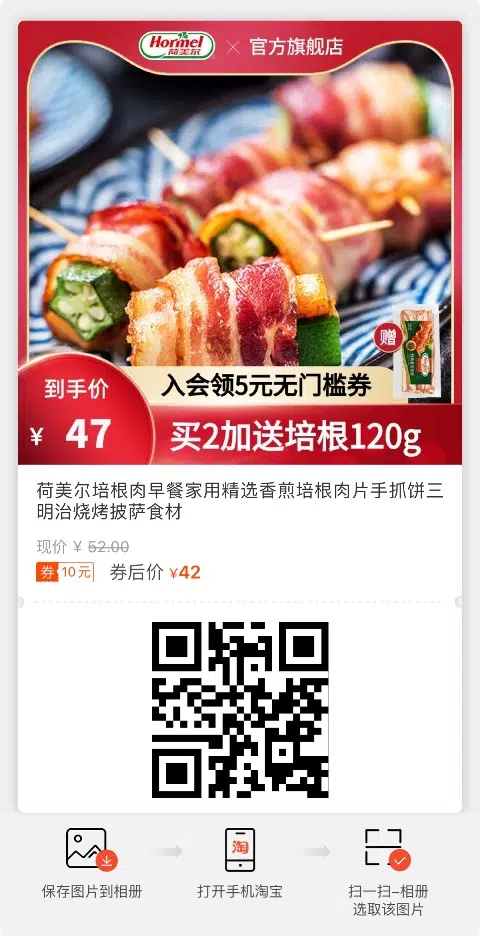 Hormel
荷美尔
× 官方旗舰店
赠
到手价
¥ 47
入会领5元无门槛券
买2加送培根120g
荷美尔培根肉早餐家用精选香煎培根肉片手抓饼三
明治烧烤披萨食材
现价 ¥ 52.00
券 10元 券后价 ¥42
淘
保存图片到相册
打开手机淘宝
扫一扫-相册
选取该图片